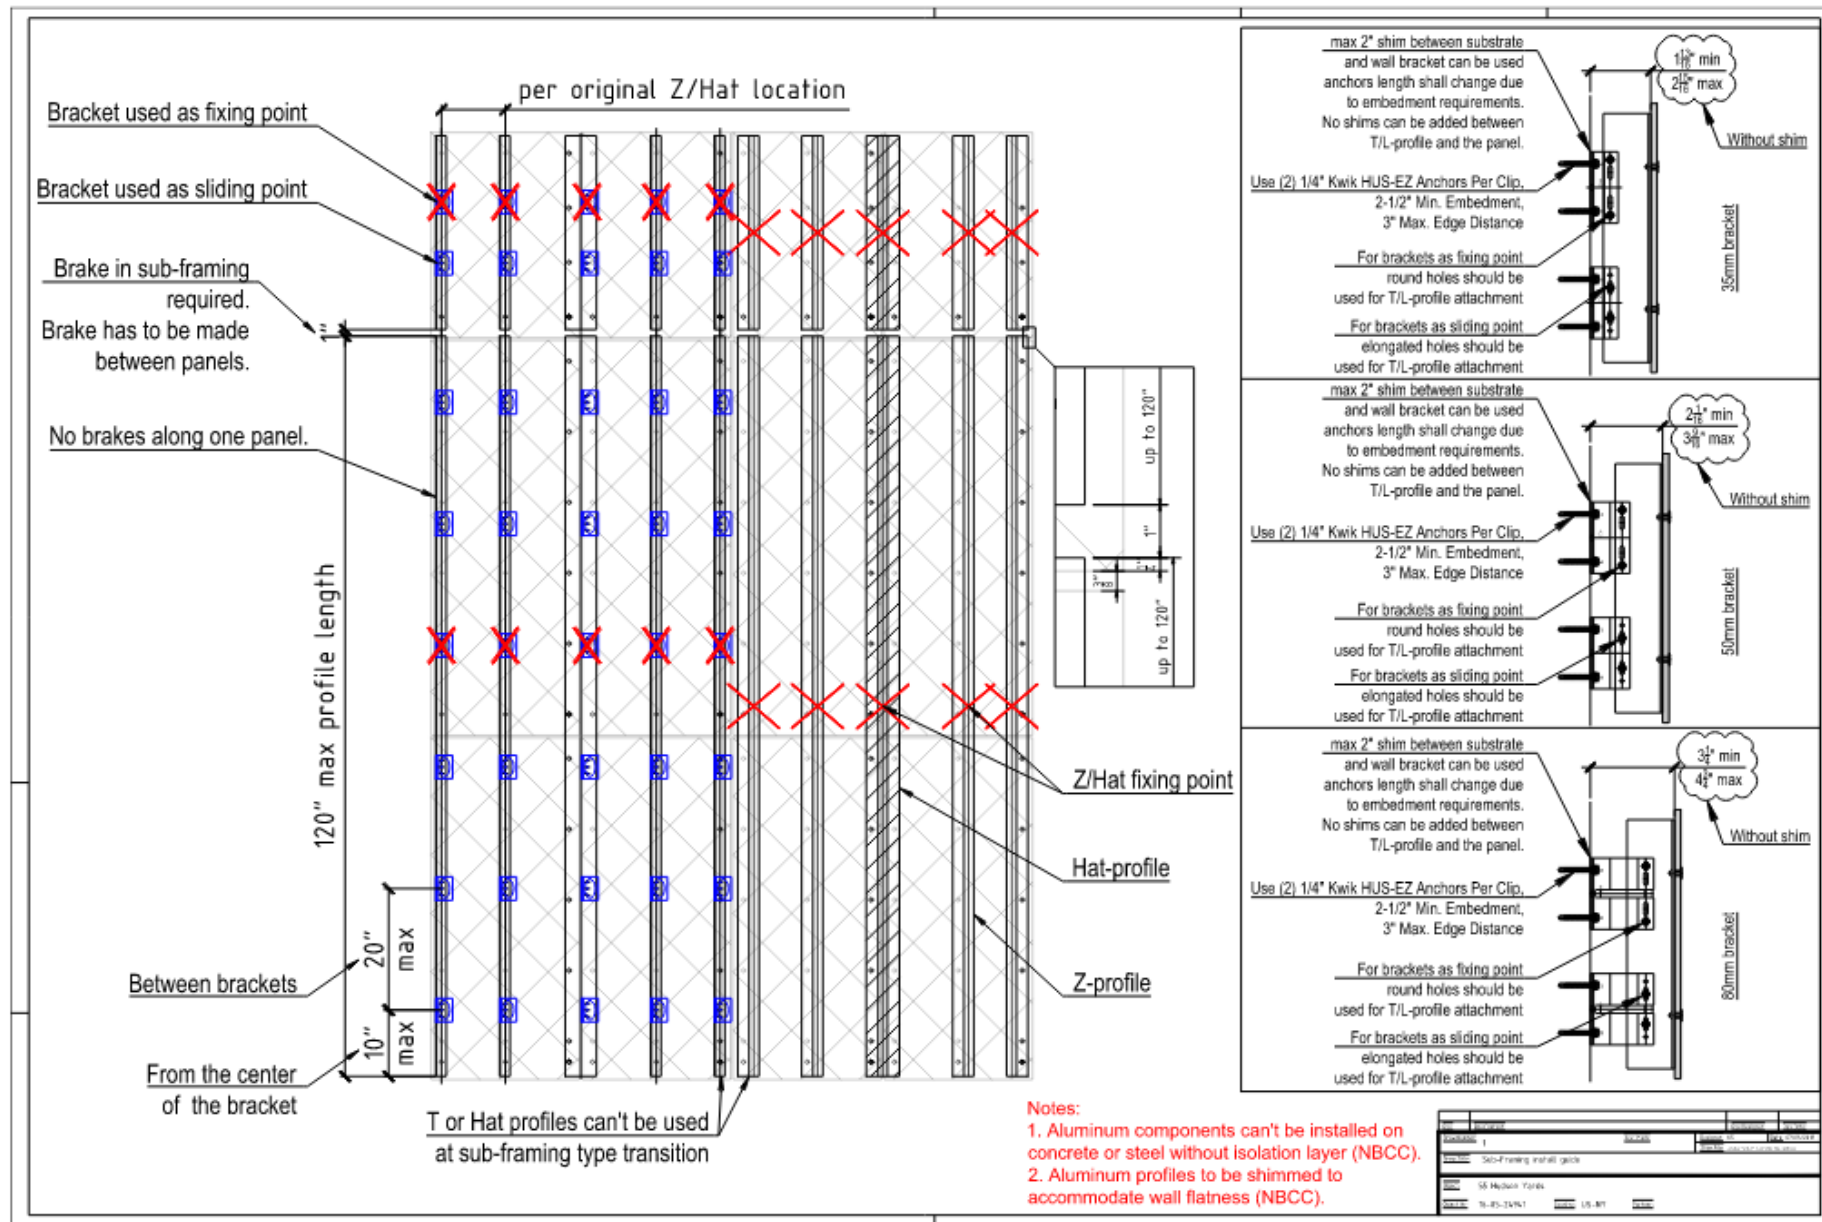 per original Z/Hat location
Bracket used as fixing point
Bracket used as sliding point
Brake in sub-framing
required.
Brake has to be made
between panels.
1"
No brakes along one panel.
120" max profile length
20"
max
Between brackets
10"
max
From the center
of the bracket
T or Hat profiles can't be used
at sub-framing type transition
up to 120"
1"
up to 120"
Z/Hat fixing point
Hat-profile
Z-profile
max 2" shim between substrate
and wall bracket can be used
anchors length shall change due
to embedment requirements.
No shims can be added between
T/L-profile and the panel.
Use (2) 1/4" Kwik HUS-EZ Anchors Per Clip,
2-1/2" Min. Embedment,
3" Max. Edge Distance
For brackets as fixing point
round holes should be
used for T/L-profile attachment
For brackets as sliding point
elongated holes should be
used for T/L-profile attachment
min
max
Without shim
35mm bracket
max 2" shim between substrate
and wall bracket can be used
anchors length shall change due
to embedment requirements.
No shims can be added between
T/L-profile and the panel.
Use (2) 1/4" Kwik HUS-EZ Anchors Per Clip,
2-1/2" Min. Embedment,
3" Max. Edge Distance
For brackets as fixing point
round holes should be
used for T/L-profile attachment
For brackets as sliding point
elongated holes should be
used for T/L-profile attachment
min
max
Without shim
50mm bracket
max 2" shim between substrate
and wall bracket can be used
anchors length shall change due
to embedment requirements.
No shims can be added between
T/L-profile and the panel.
Use (2) 1/4" Kwik HUS-EZ Anchors Per Clip,
2-1/2" Min. Embedment,
3" Max. Edge Distance
For brackets as fixing point
round holes should be
used for T/L-profile attachment
For brackets as sliding point
elongated holes should be
used for T/L-profile attachment
min
max
Without shim
80mm bracket
Notes:
1. Aluminum components can't be installed on
concrete or steel without isolation layer (NBCC).
2. Aluminum profiles to be shimmed to
accommodate wall flatness (NBCC).
1
Sub-Framing install guide
55 Hudson Yards
US-NY